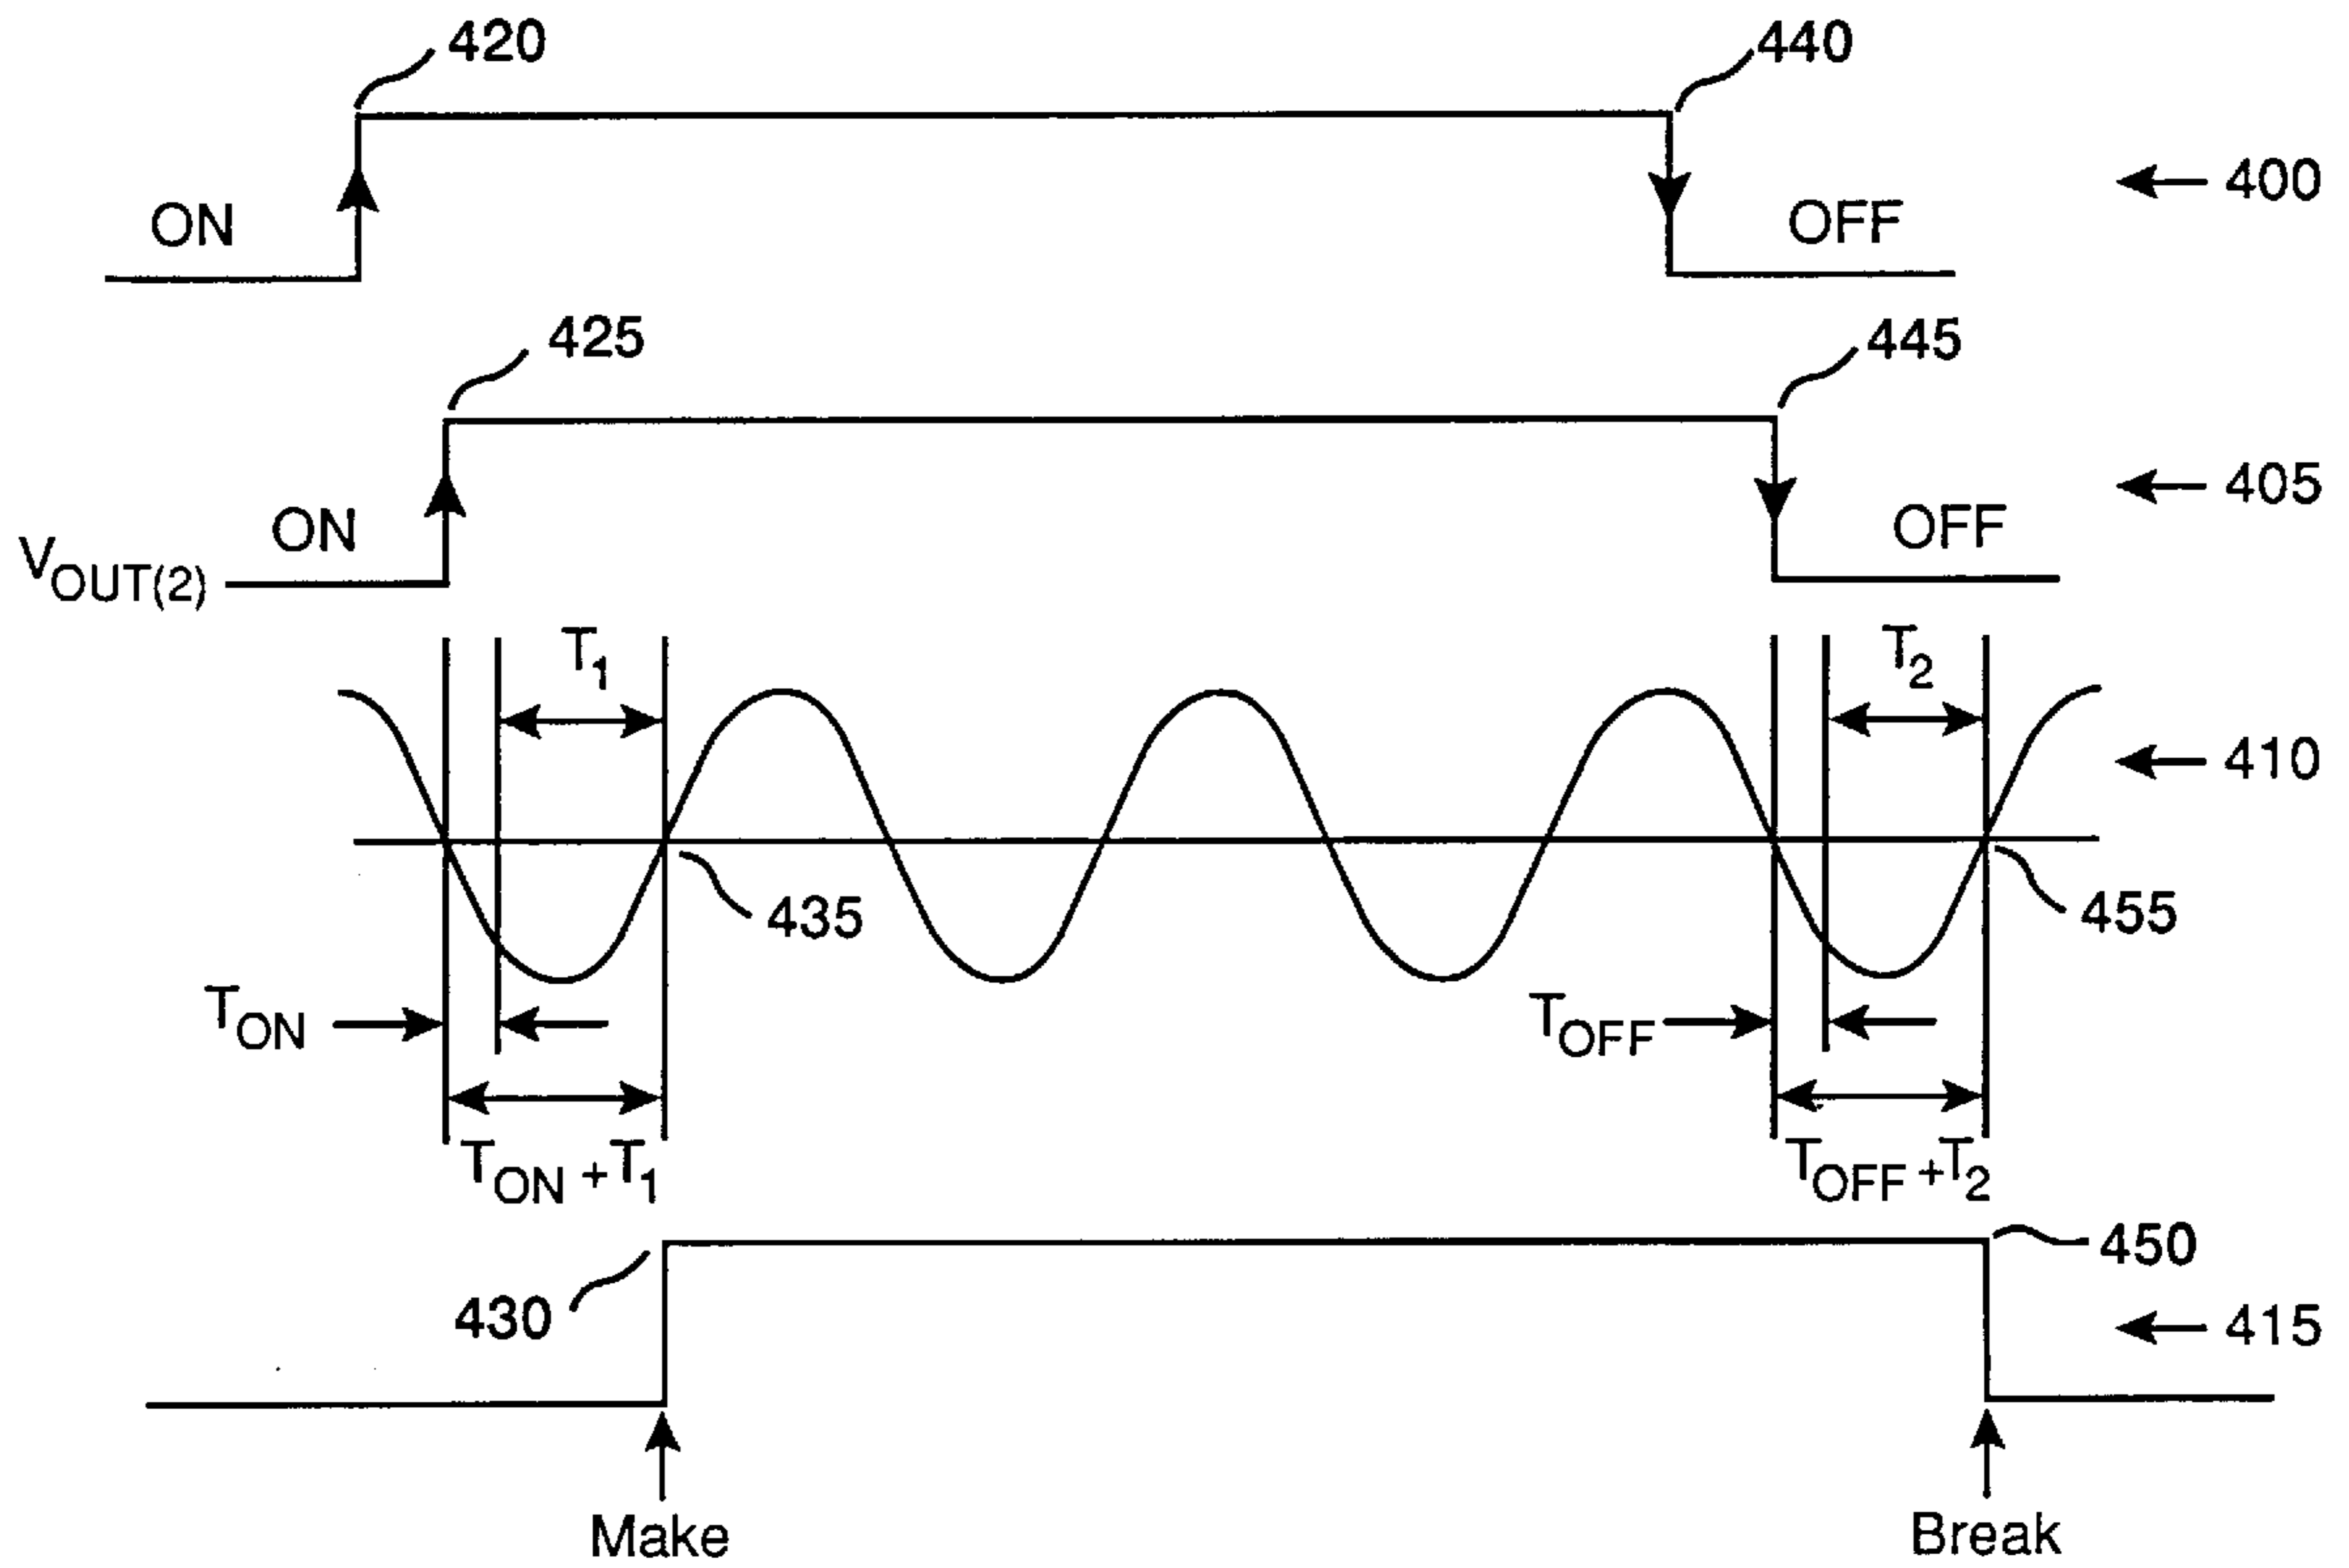 420
440
400
ON
OFF
425
445
405
ON
OFF
VOUT(2)
T1
T2
410
435
455
TON
TOFF
TON + T1
TOFF + T2
450
430
415
Make
Break